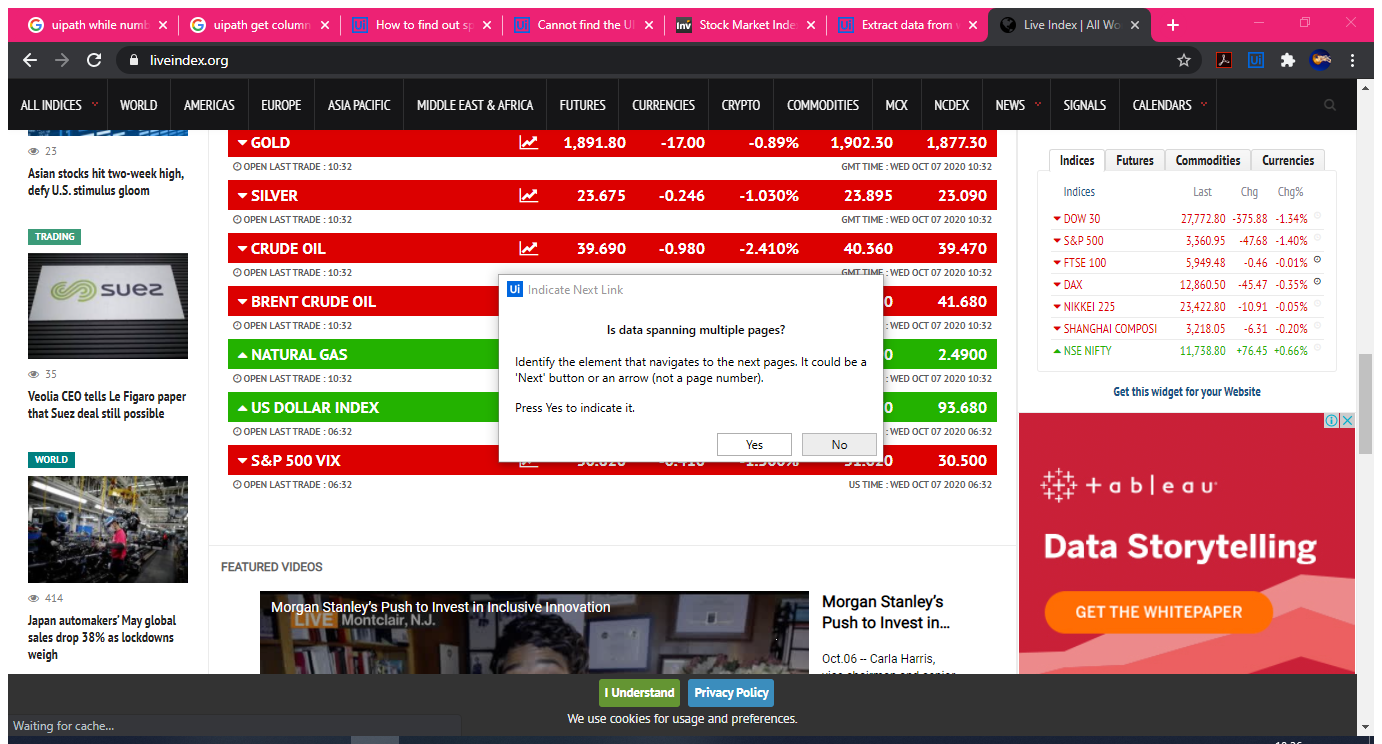 uipath while numb
uipath get column
How to find out sp
Cannot find the UI
Stock Market Inde
Extract data from w
Live Index | All Wo
liveindex.org
ALL INDICES WORLD AMERICAS EUROPE ASIA PACIFIC MIDDLE EAST & AFRICA FUTURES CURRENCIES CRYPTO COMMODITIES MCX NCDEX NEWS SIGNALS CALENDARS
23
Asian stocks hit two-week high,
defy U.S. stimulus gloom
TRADING
suez
35
Veolia CEO tells Le Figaro paper
that Suez deal still possible
WORLD
414
Japan automakers' May global
sales drop 38% as lockdowns
weigh
GOLD 1,891.80 -17.00 -0.89% 1,902.30 1,877.30
OPEN LAST TRADE : 10:32 GMT TIME : WED OCT 07 2020 10:32
SILVER 23.675 -0.246 -1.030% 23.895 23.090
OPEN LAST TRADE : 10:32 GMT TIME : WED OCT 07 2020 10:32
CRUDE OIL 39.690 -0.980 -2.410% 40.360 39.470
OPEN LAST TRADE : 10:32 GMT TIME : WED OCT 07 2020 10:32
BRENT CRUDE OIL 0 41.680
OPEN LAST TRADE : 10:32 : WED OCT 07 2020 10:32
NATURAL GAS 0 2.4900
OPEN LAST TRADE : 10:32 : WED OCT 07 2020 10:32
US DOLLAR INDEX 0 93.680
OPEN LAST TRADE : 06:32 : WED OCT 07 2020 06:32
S&P 500 VIX 30.500
OPEN LAST TRADE : 06:32 US TIME : WED OCT 07 2020 06:32
Ui Indicate Next Link
Is data spanning multiple pages?
Identify the element that navigates to the next pages. It could be a
'Next' button or an arrow (not a page number).
Press Yes to indicate it.
Yes No
FEATURED VIDEOS
Morgan Stanley's Push to Invest in Inclusive Innovation
LIVE Montclair, N.J.
Morgan Stanley's
Push to Invest in...
Oct.06 -- Carla Harris,
Indices Futures Commodities Currencies
Indices Last Chg Chg%
DOW 30 27,772.80 -375.88 -1.34%
S&P 500 3,360.95 -47.68 -1.40%
FTSE 100 5,949.48 -0.46 -0.01%
DAX 12,860.50 -45.47 -0.35%
NIKKEI 225 23,422.80 -10.91 -0.05%
SHANGHAI COMPOSI 3,218.05 -6.31 -0.20%
NSE NIFTY 11,738.80 +76.45 +0.66%
Get this widget for your Website
+ableau
Data Storytelling
GET THE WHITEPAPER
I Understand Privacy Policy
We use cookies for usage and preferences.
Waiting for cache...